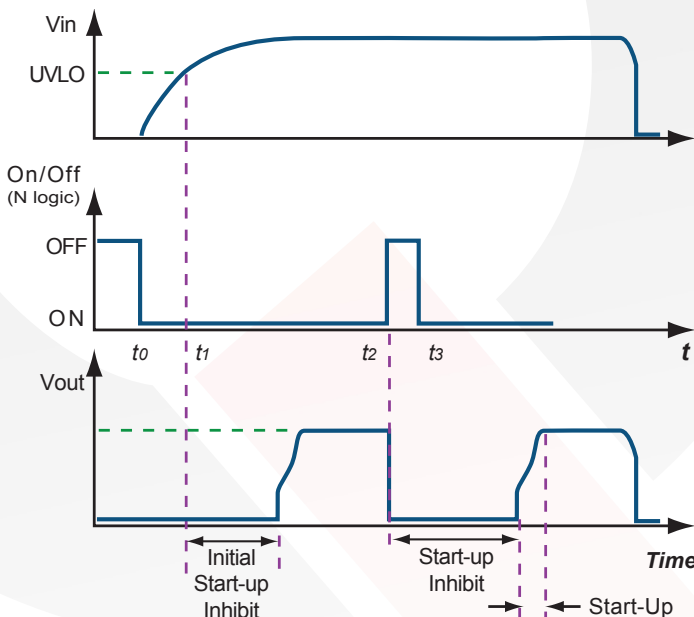 Vin
UVLO
On/Off
(N logic)
OFF
ON
t0
t1
t2
t3
t
Vout
Initial
Start-up
Inhibit
Start-up
Inhibit
Time
Start-Up